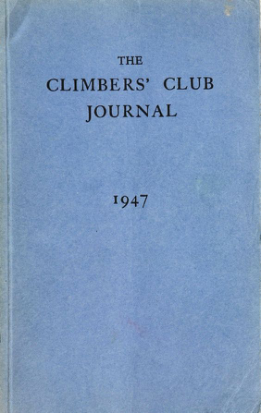 THE
CLIMBERS' CLUB
JOURNAL
1947